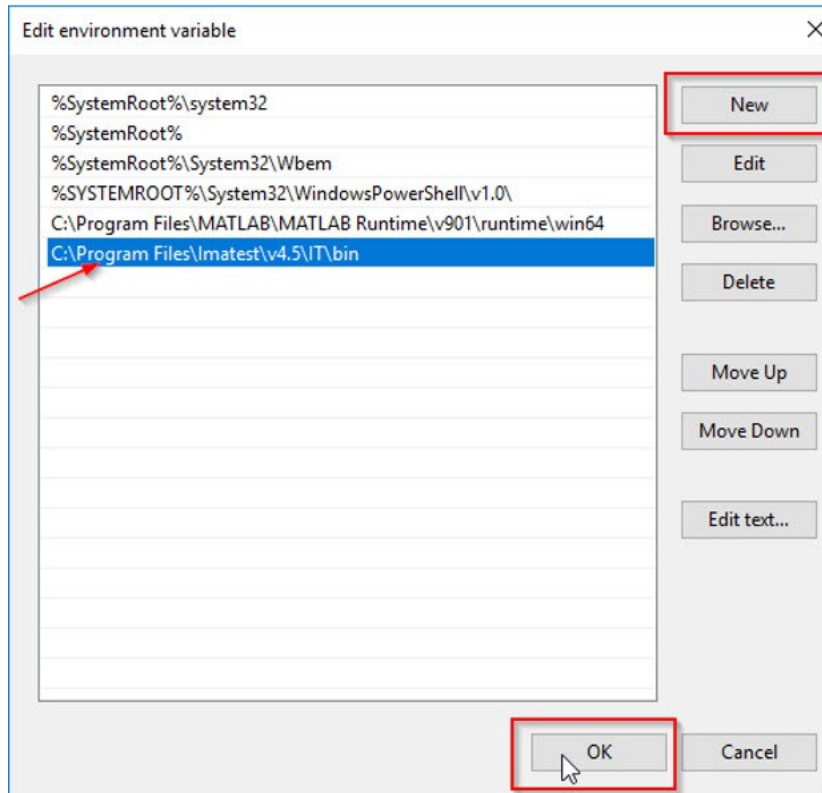 Edit environment variable
%SystemRoot%\system32
%SystemRoot%
%SystemRoot%\System32\Wbem
%SYSTEMROOT%\System32\WindowsPowerShell\v1.0\
C:\Program Files\MATLAB\MATLAB Runtime\v901\runtime\win64
C:\Program Files\Imatest\v4.5\IT\bin
New
Edit
Browse...
Delete
Move Up
Move Down
Edit text...
OK
Cancel